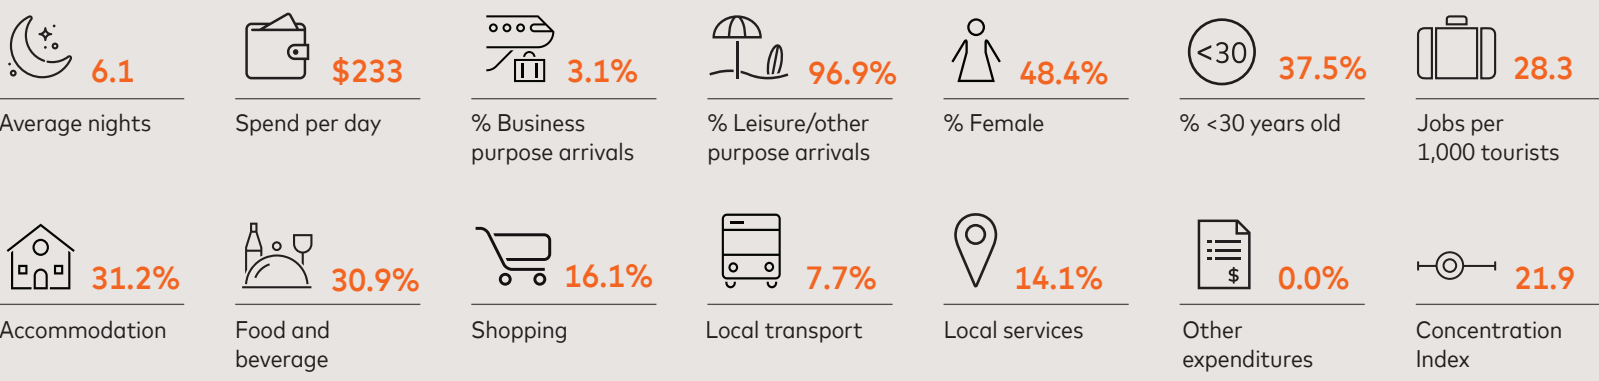 6.1
Average nights
$233
Spend per day
3.1%
% Business
purpose arrivals
96.9%
% Leisure/other
purpose arrivals
48.4%
% Female
<30
37.5%
% <30 years old
28.3
Jobs per
1,000 tourists
31.2%
Accommodation
30.9%
Food and
beverage
16.1%
Shopping
7.7%
Local transport
14.1%
Local services
$
0.0%
Other
expenditures
21.9
Concentration
Index